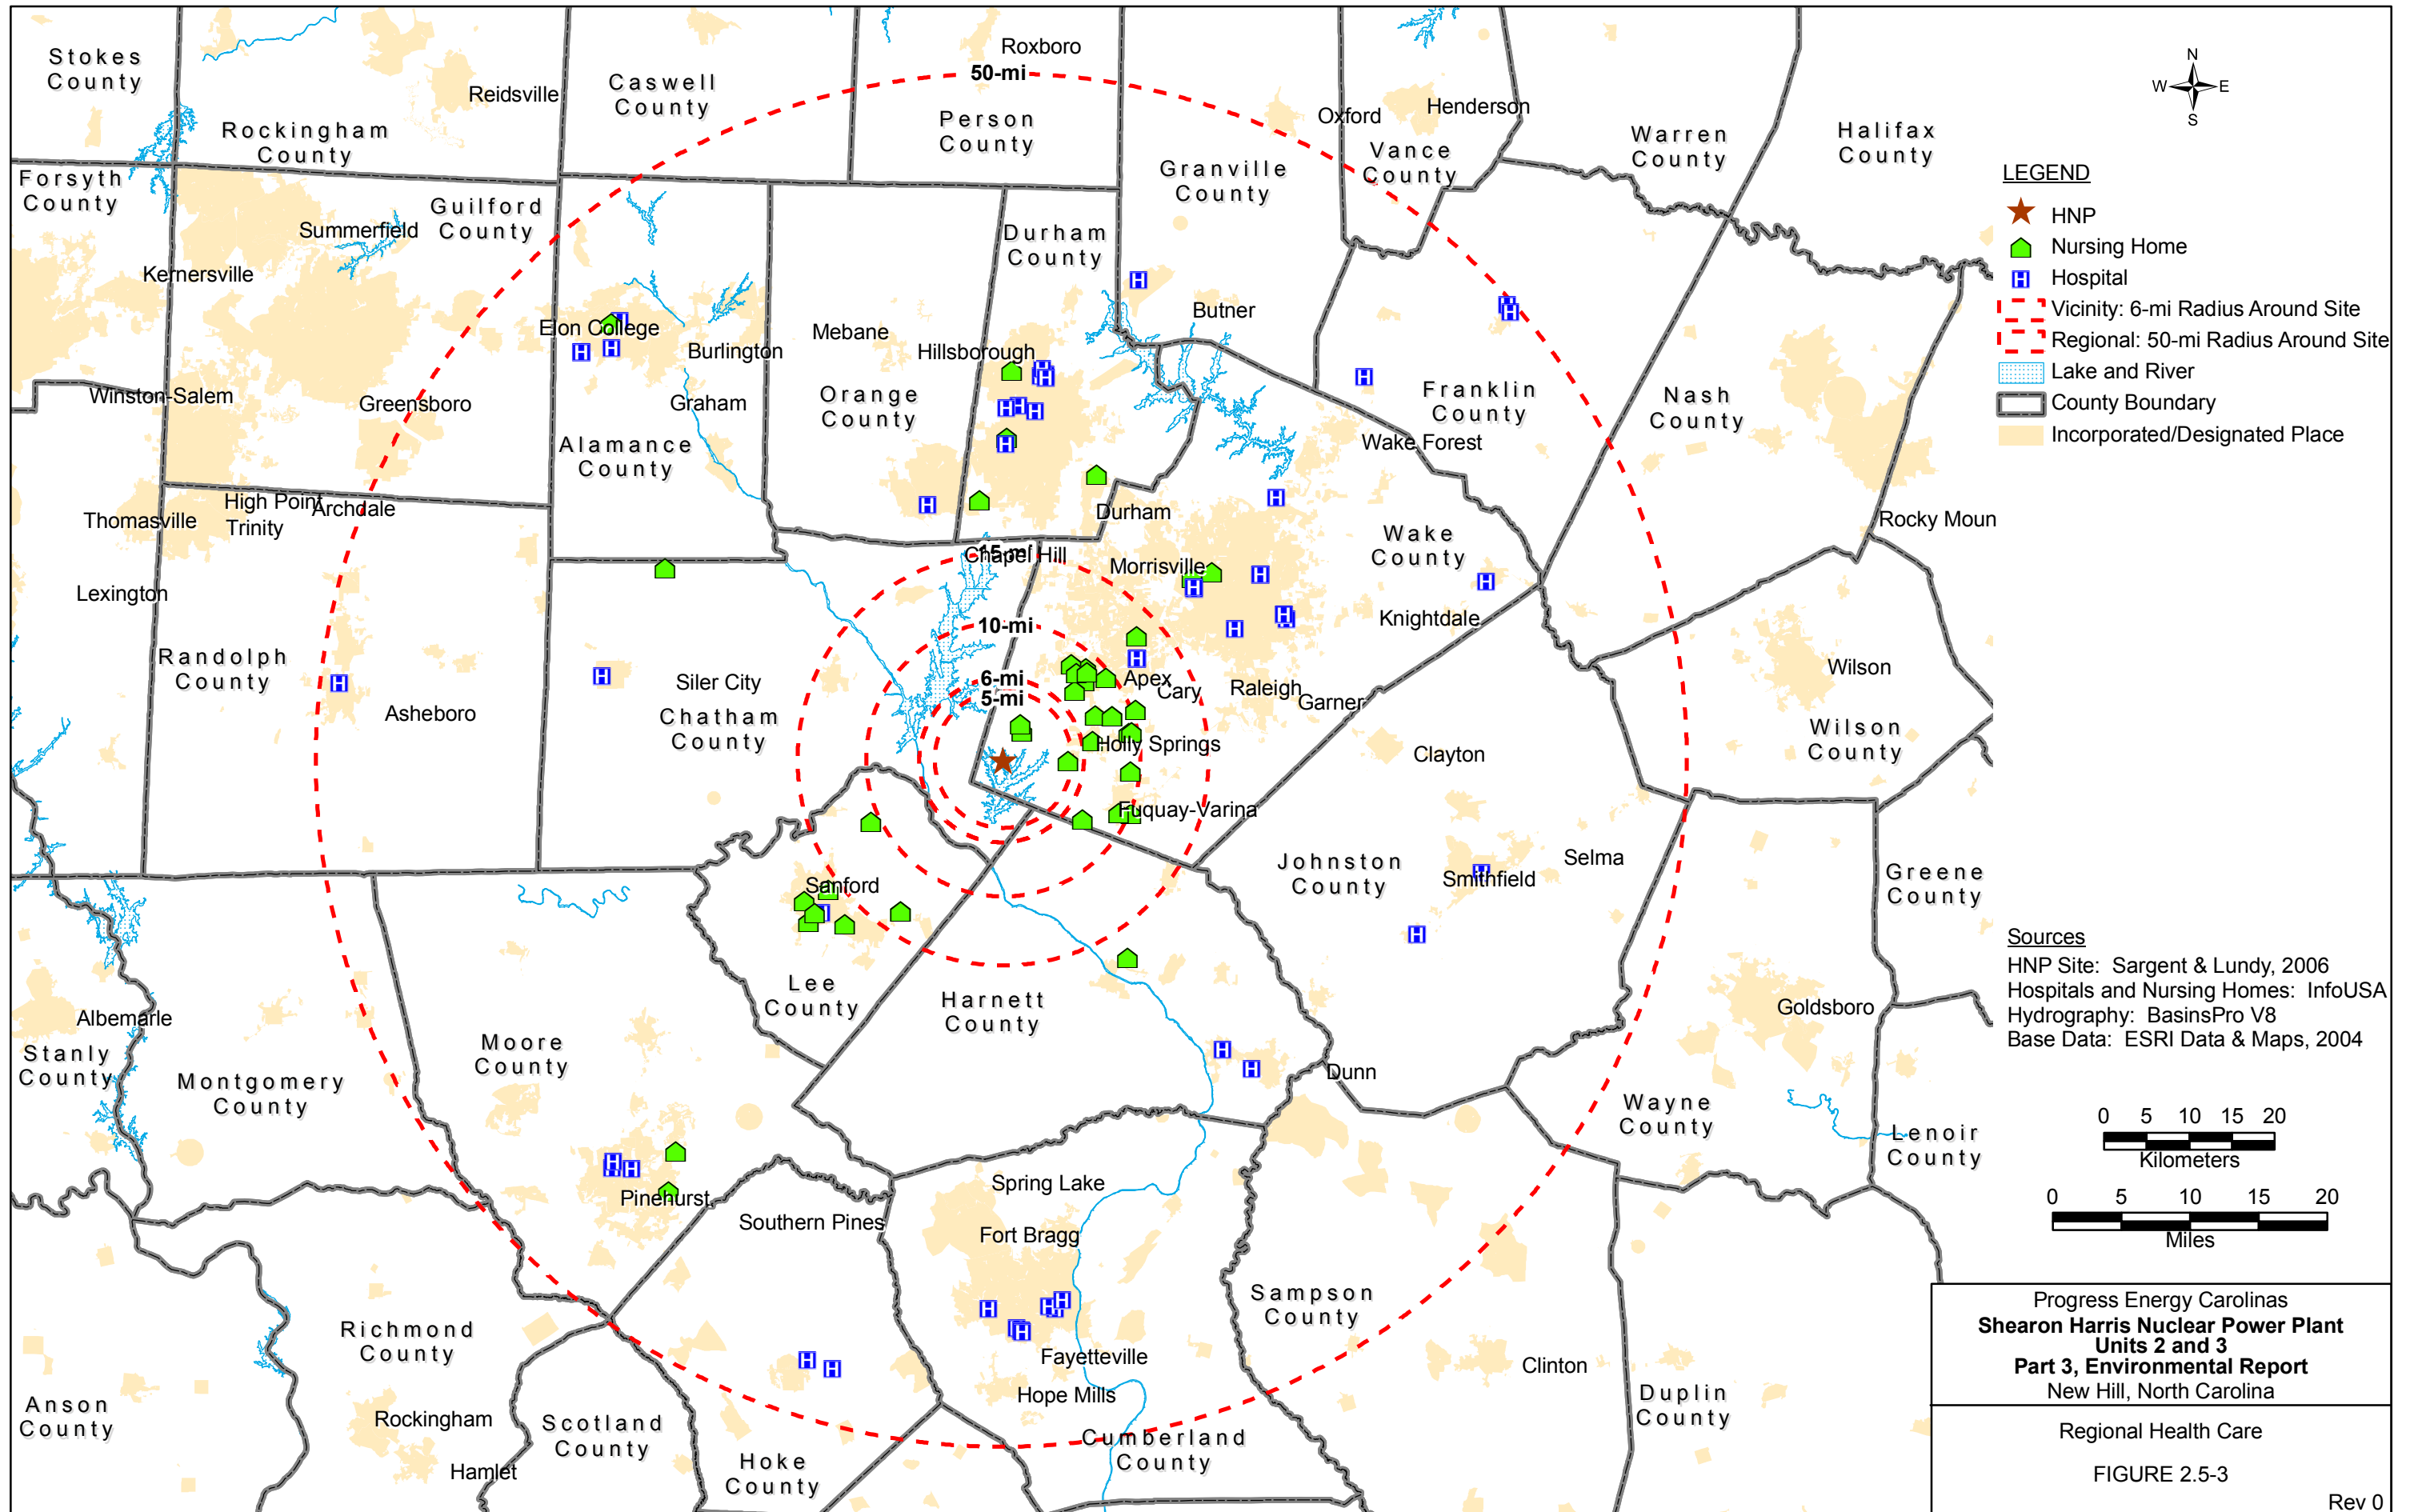 Stokes
County
Reidsville
Caswell
County
Roxboro
50-mi
Person
County
Oxford
Henderson
Vance
County
Warren
County
Halifax
County
N
W
E
S
Rockingham
County
Forsyth
County
Guilford
County
Summerfield
Kernersville
Granville
County
Durham
County
LEGEND
HNP
Nursing Home
H
Hospital
Vicinity: 6-mi Radius Around Site
Regional: 50-mi Radius Around Site
Lake and River
County Boundary
Incorporated/Designated Place
Elon College
Burlington
Mebane
Hillsborough
Butner
Winston-Salem
Greensboro
Graham
Orange
County
Franklin
County
Nash
County
Wake Forest
Alamance
County
High Point
Archdale
Thomasville
Trinity
Durham
Rocky Moun
Wake
County
15-mi
Chapel Hill
Morrisville
Lexington
10-mi
Knightdale
Randolph
County
Siler City
6-mi
5-mi
Apex
Cary
Raleigh
Garner
Wilson
Asheboro
Chatham
County
Holly Springs
Clayton
Wilson
County
Fuquay-Varina
Johnston
County
Selma
Smithfield
Greene
County
Sanford
Sources
HNP Site: Sargent & Lundy, 2006
Hospitals and Nursing Homes: InfoUSA
Hydrography: BasinsPro V8
Base Data: ESRI Data & Maps, 2004
Lee
County
Harnett
County
Goldsboro
Albemarle
Stanly
County
Moore
County
Montgomery
County
Dunn
Wayne
County
Lenoir
County
0 5 10 15 20
Kilometers
0 5 10 15 20
Miles
Pinehurst
Southern Pines
Spring Lake
Fort Bragg
Sampson
County
Richmond
County
Fayetteville
Hope Mills
Clinton
Duplin
County
Anson
County
Rockingham
Scotland
County
Hamlet
Hoke
County
Cumberland
County
Progress Energy Carolinas
Shearon Harris Nuclear Power Plant
Units 2 and 3
Part 3, Environmental Report
New Hill, North Carolina
Regional Health Care
FIGURE 2.5-3
Rev 0